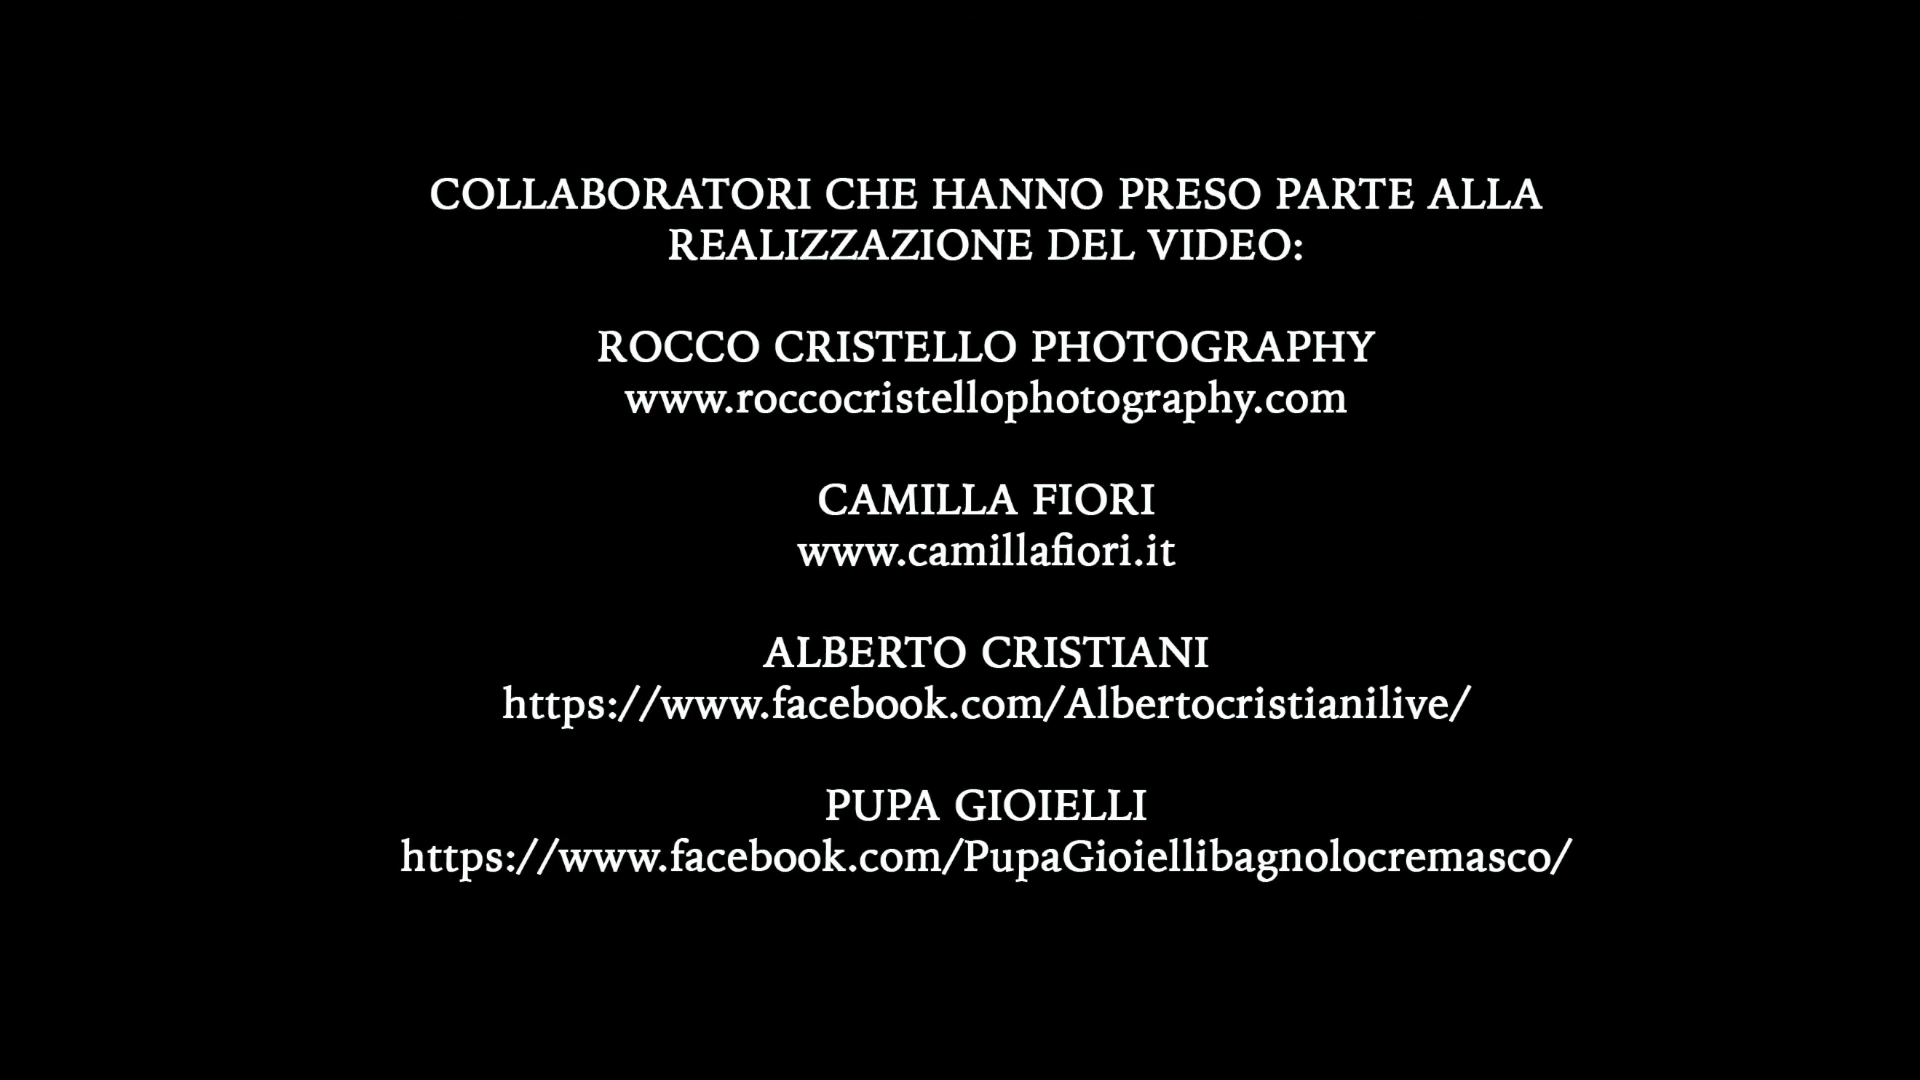 COLLABORATORI CHE HANNO PRESO PARTE ALLA
REALIZZAZIONE DEL VIDEO:
ROCCO CRISTELLO PHOTOGRAPHY
www.roccocristellophotography.com
CAMILLA FIORI
www.camillafiori.it
ALBERTO CRISTIANI
https://www.facebook.com/Albertocristianilive/
PUPA GIOIELLI
https://www.facebook.com/PupaGioiellibagnolocremasco/